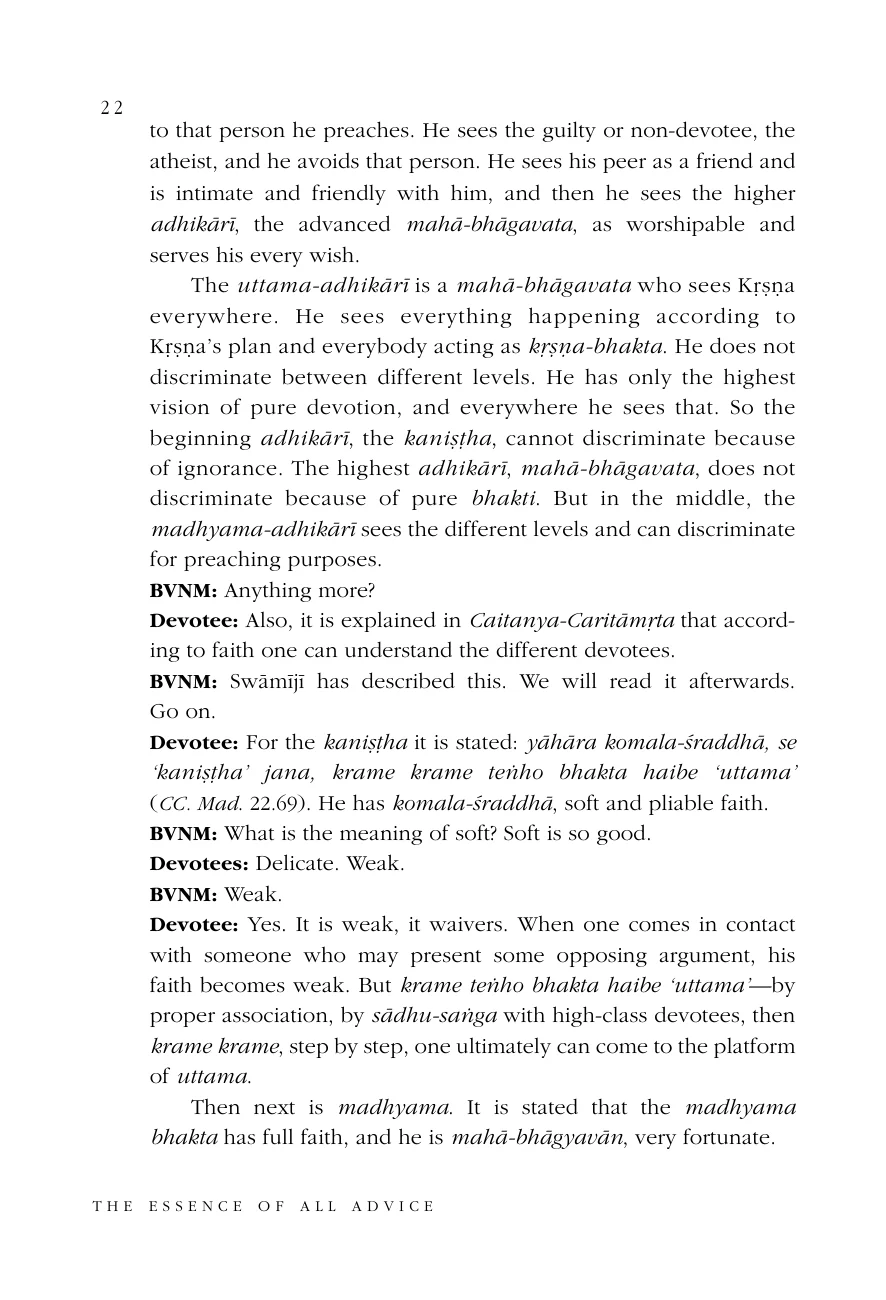 22
to that person he preaches. He sees the guilty or non-devotee, the
atheist, and he avoids that person. He sees his peer as a friend and
is intimate and friendly with him, and then he sees the higher
adhikārī, the advanced mahā-bhāgavata, as worshipable and
serves his every wish.
The uttama-adhikārī is a mahā-bhāgavata who sees Kṛṣṇa
everywhere. He sees everything happening according to
Kṛṣṇa’s plan and everybody acting as kṛṣṇa-bhakta. He does not
discriminate between different levels. He has only the highest
vision of pure devotion, and everywhere he sees that. So the
beginning adhikārī, the kaniṣṭha, cannot discriminate because
of ignorance. The highest adhikārī, mahā-bhāgavata, does not
discriminate because of pure bhakti. But in the middle, the
madhyama-adhikārī sees the different levels and can discriminate
for preaching purposes.
BVNM: Anything more?
Devotee: Also, it is explained in Caitanya-Caritāmṛta that accord-
ing to faith one can understand the different devotees.
BVNM: Swāmījī has described this. We will read it afterwards.
Go on.
Devotee: For the kaniṣṭha it is stated: yāhāra komala-śraddhā, se
‘kaniṣṭha’ jana, krame krame teṅho bhakta haibe ‘uttama’
(CC. Mad. 22.69). He has komala-śraddhā, soft and pliable faith.
BVNM: What is the meaning of soft? Soft is so good.
Devotees: Delicate. Weak.
BVNM: Weak.
Devotee: Yes. It is weak, it waivers. When one comes in contact
with someone who may present some opposing argument, his
faith becomes weak. But krame teṅho bhakta haibe ‘uttama’—by
proper association, by sādhu-saṅga with high-class devotees, then
krame krame, step by step, one ultimately can come to the platform
of uttama.
Then next is madhyama. It is stated that the madhyama
bhakta has full faith, and he is mahā-bhāgyavān, very fortunate.
THE ESSENCE OF ALL ADVICE